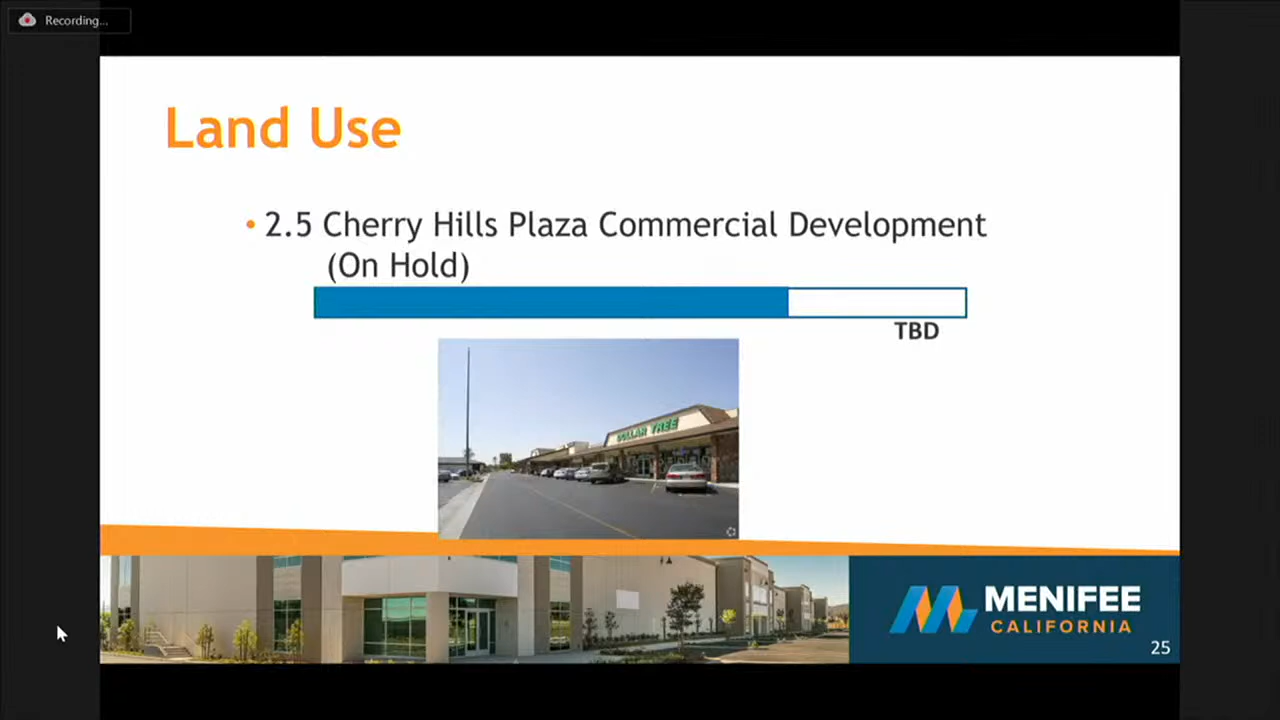 Recording...
Land Use
• 2.5 Cherry Hills Plaza Commercial Development
(On Hold)
TBD
DOLLAR TREE
MENIFEE
CALIFORNIA
25